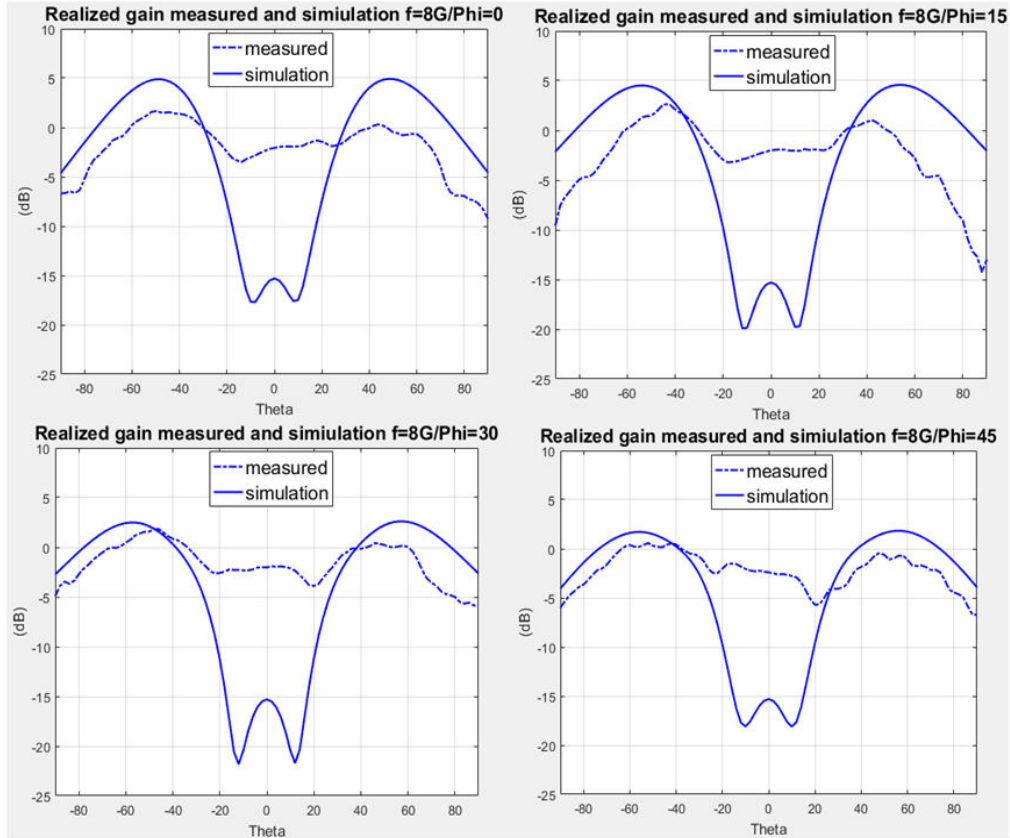 Realized gain measured and simiulation f=8G/Phi=0
10
5
0
-5
-10
-15
-20
-25
(dB)
measured
simulation
-80 -60 -40 -20 0 20 40 60 80
Theta
Realized gain measured and simiulation f=8G/Phi=15
10
5
0
-5
-10
-15
-20
-25
(dB)
measured
simulation
-80 -60 -40 -20 0 20 40 60 80
Theta
Realized gain measured and simiulation f=8G/Phi=30
10
5
0
-5
-10
-15
-20
-25
(dB)
measured
simulation
-80 -60 -40 -20 0 20 40 60 80
Theta
Realized gain measured and simiulation f=8G/Phi=45
10
5
0
-5
-10
-15
-20
-25
(dB)
measured
simulation
-80 -60 -40 -20 0 20 40 60 80
Theta